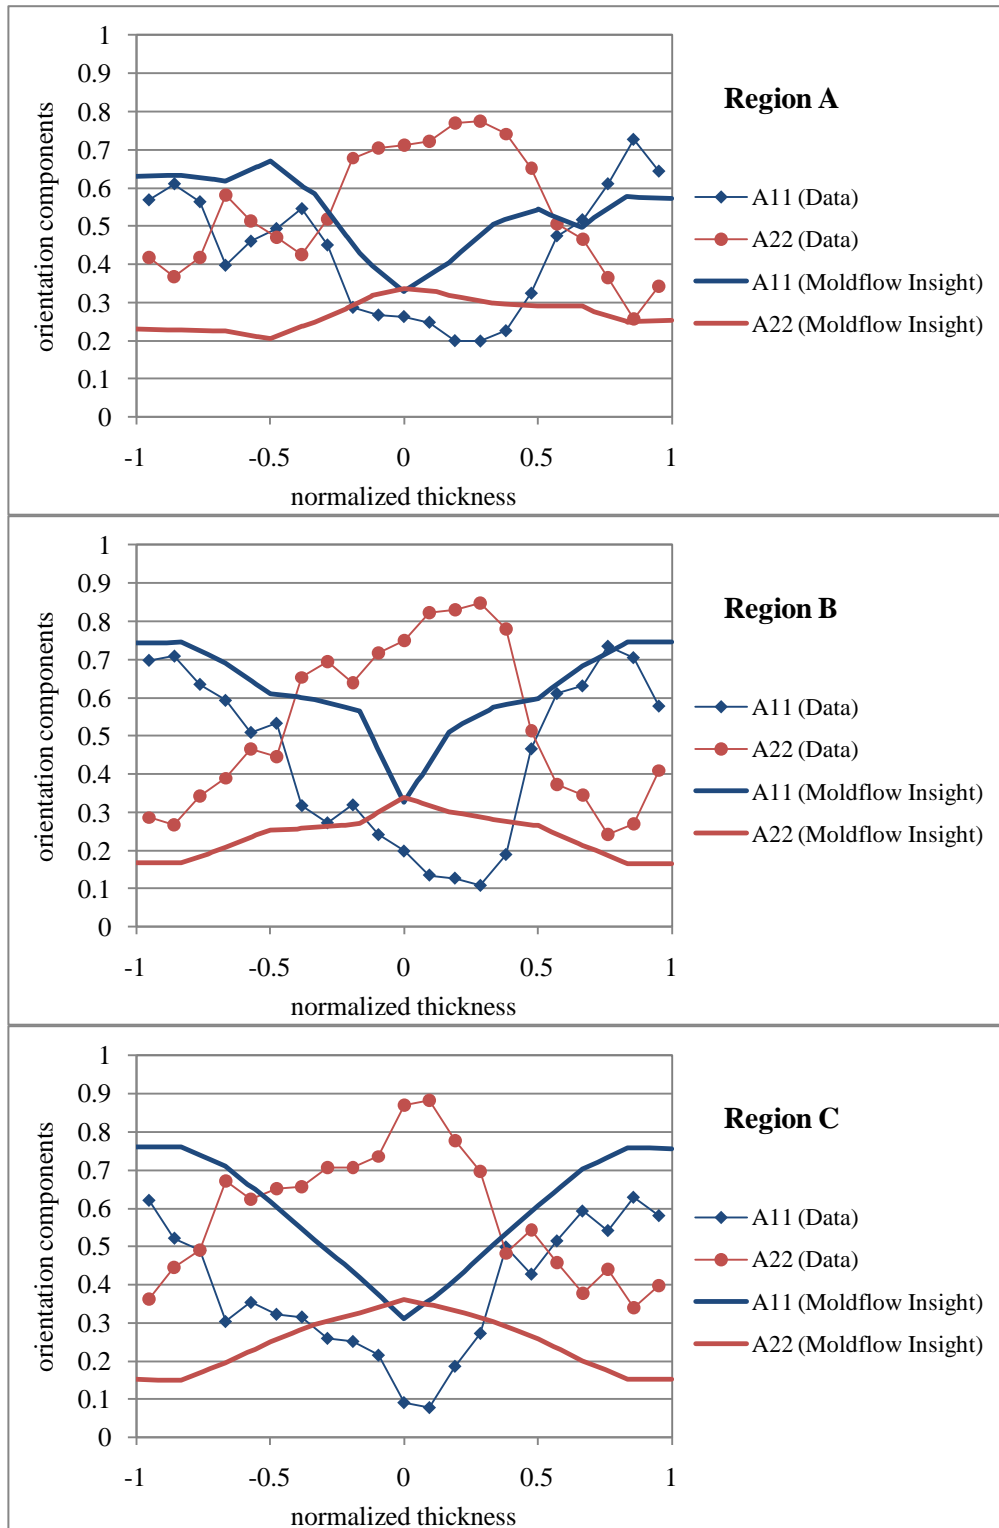 1
0.9
0.8
0.7
0.6
0.5
0.4
0.3
0.2
0.1
0
orientation components
-1 -0.5 0 0.5 1
normalized thickness
Region A
A11 (Data)
A22 (Data)
A11 (Moldflow Insight)
A22 (Moldflow Insight)
1
0.9
0.8
0.7
0.6
0.5
0.4
0.3
0.2
0.1
0
orientation components
-1 -0.5 0 0.5 1
normalized thickness
Region B
A11 (Data)
A22 (Data)
A11 (Moldflow Insight)
A22 (Moldflow Insight)
1
0.9
0.8
0.7
0.6
0.5
0.4
0.3
0.2
0.1
0
orientation components
-1 -0.5 0 0.5 1
normalized thickness
Region C
A11 (Data)
A22 (Data)
A11 (Moldflow Insight)
A22 (Moldflow Insight)